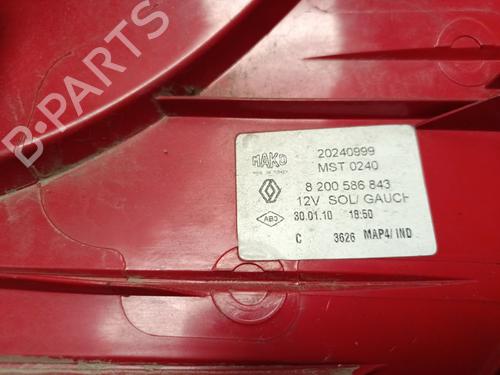 B-PARTS
MAKO
20240999
MST 0240
8 200 586 843
12V SOL/ GAUCH
AB3
30.01.10 18:50
C 3626 MAP4/ IND